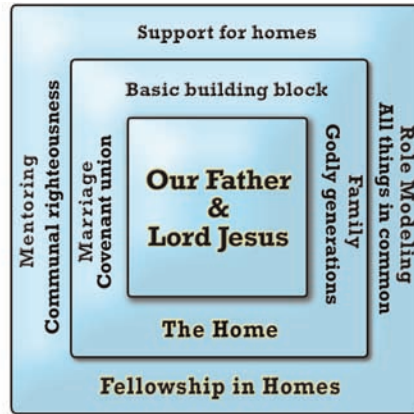 Support for homes
Basic building block
Mentoring
Communal righteousness
Marriage
Covenant union
Our Father
&
Lord Jesus
Family
Godly generations
Role Modeling
All things in common
The Home
Fellowship in Homes